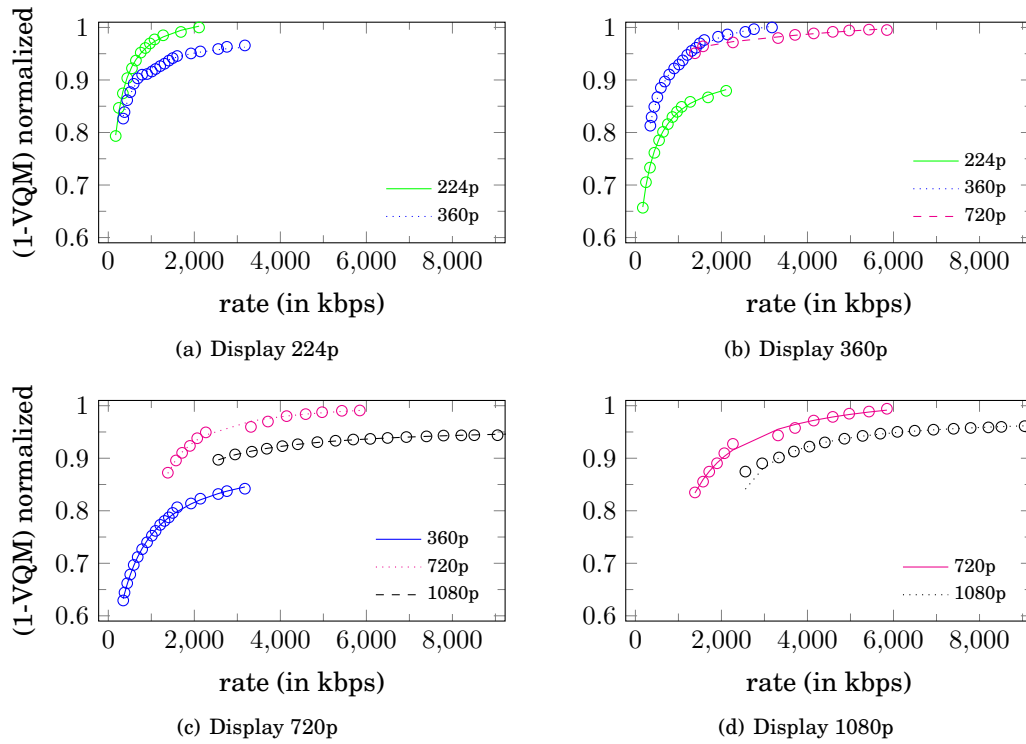 1
0.9
0.8
0.7
0.6
(1-VQM) normalized
224p
360p
0 2,000 4,000 6,000 8,000
rate (in kbps)
(a) Display 224p
1
0.9
0.8
0.7
0.6
224p
360p
720p
0 2,000 4,000 6,000 8,000
rate (in kbps)
(b) Display 360p
1
0.9
0.8
0.7
0.6
(1-VQM) normalized
360p
720p
1080p
0 2,000 4,000 6,000 8,000
rate (in kbps)
(c) Display 720p
1
0.9
0.8
0.7
0.6
720p
1080p
0 2,000 4,000 6,000 8,000
rate (in kbps)
(d) Display 1080p